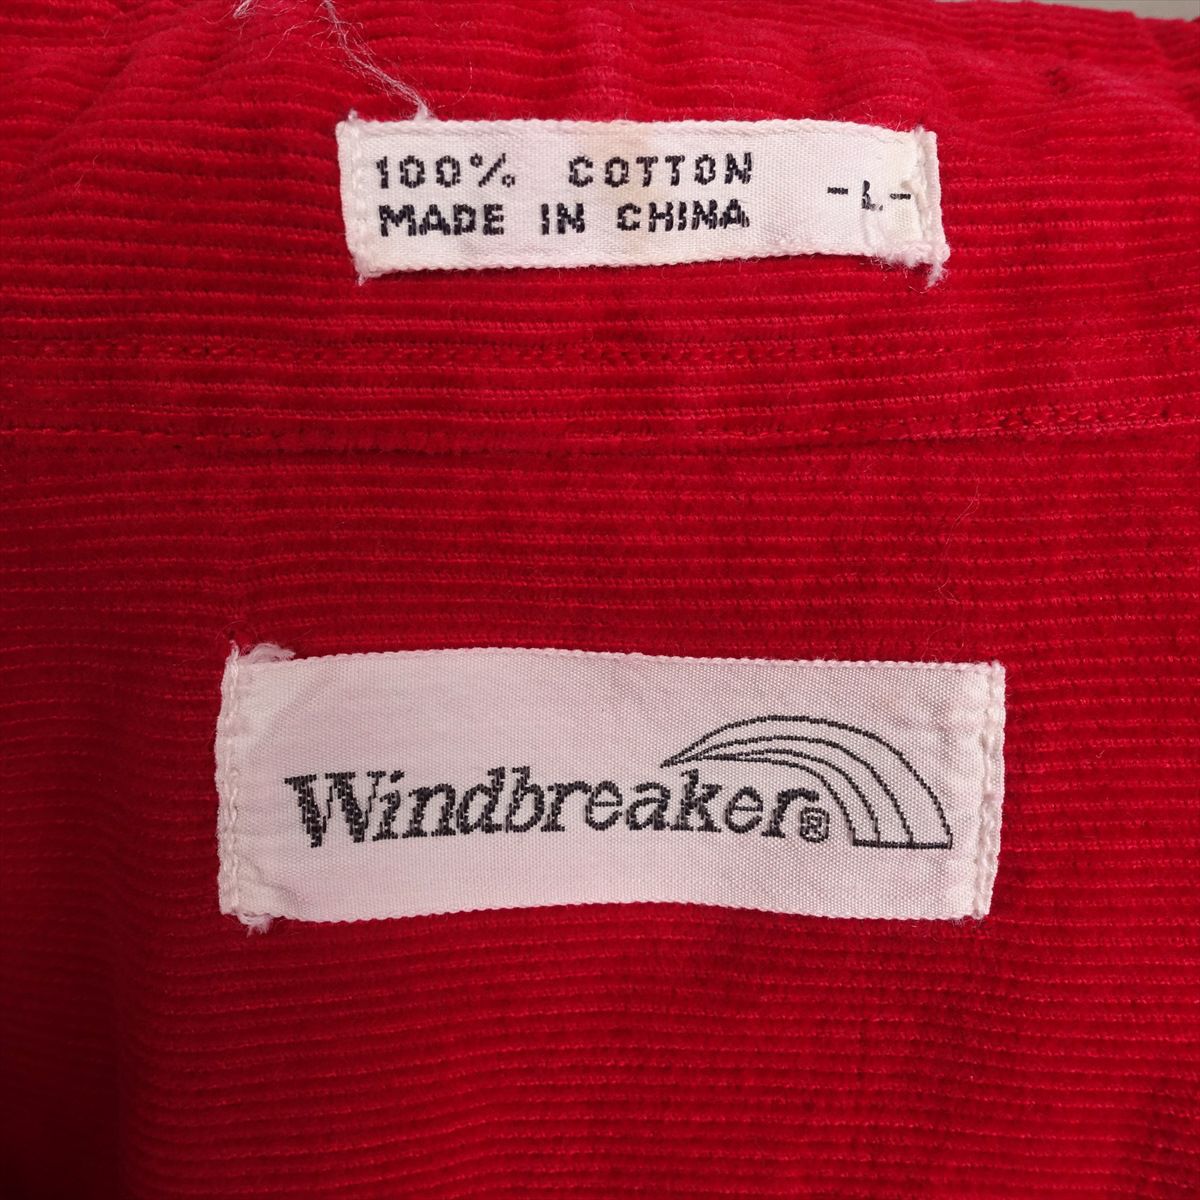 100% COTTON
MADE IN CHINA
-L-
Windbreaker®